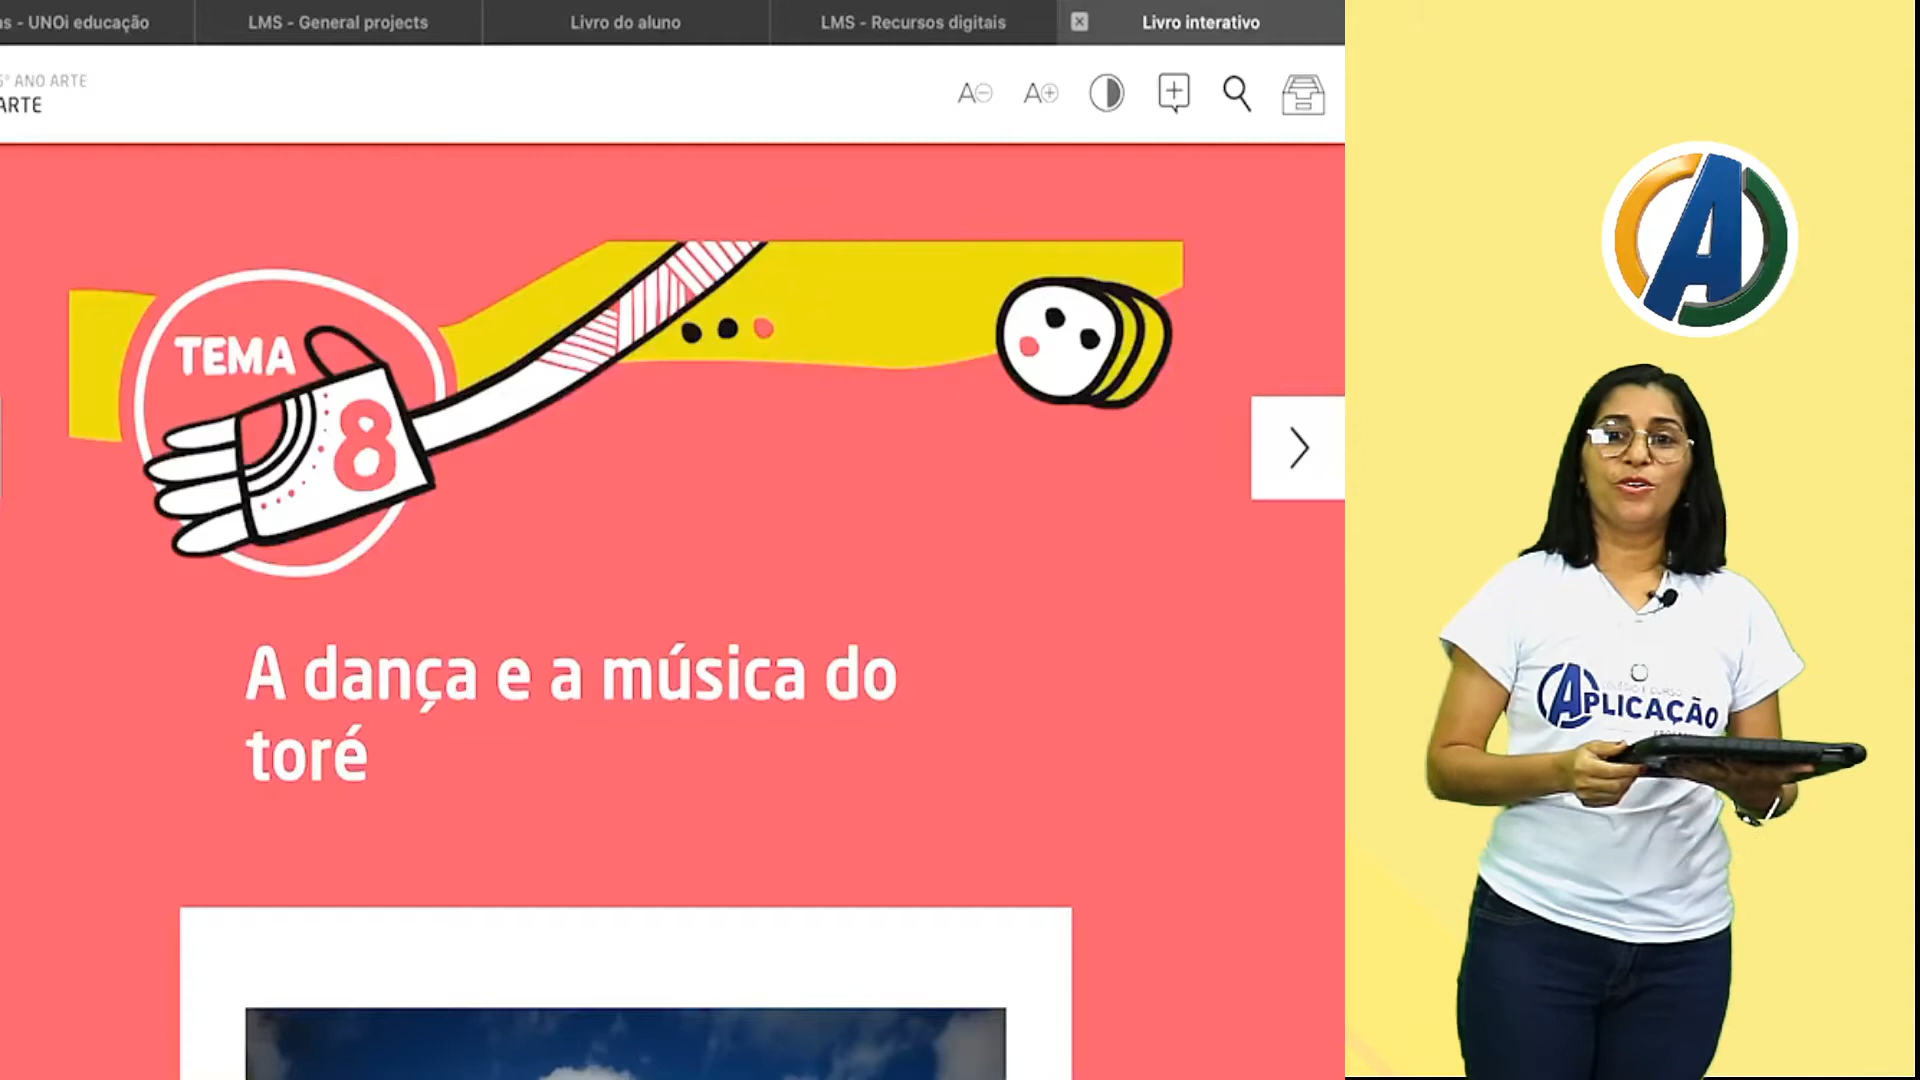 s - UNOi educação
LMS - General projects
Livro do aluno
LMS - Recursos digitais
Livro interativo
º ANO ARTE
ARTE
A
A
TEMA
8
A dança e a música do
toré
A
APLICAÇÃO